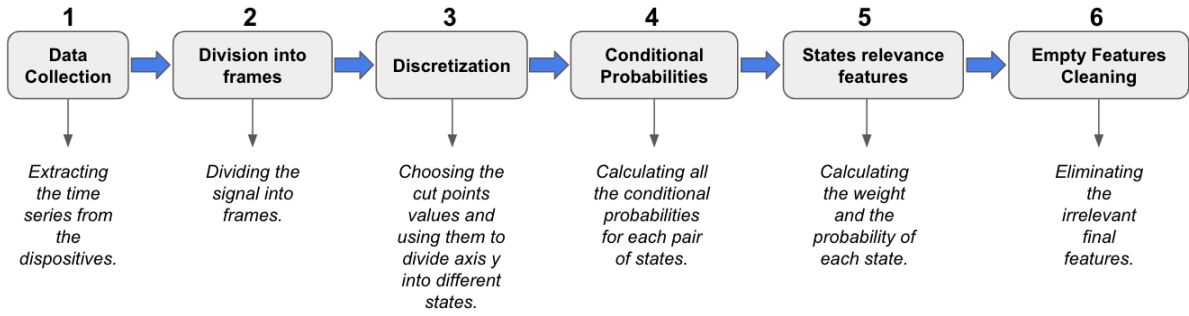 1
Data
Collection
Extracting
the time
series from
the
dispositives.
2
Division into
frames
Dividing the
signal into
frames.
3
Discretization
Choosing the
cut points
values and
using them to
divide axis y
into different
states.
4
Conditional
Probabilities
Calculating all
the conditional
probabilities
for each pair
of states.
5
States relevance
features
Calculating
the weight
and the
probability of
each state.
6
Empty Features
Cleaning
Eliminating
the
irrelevant
final
features.